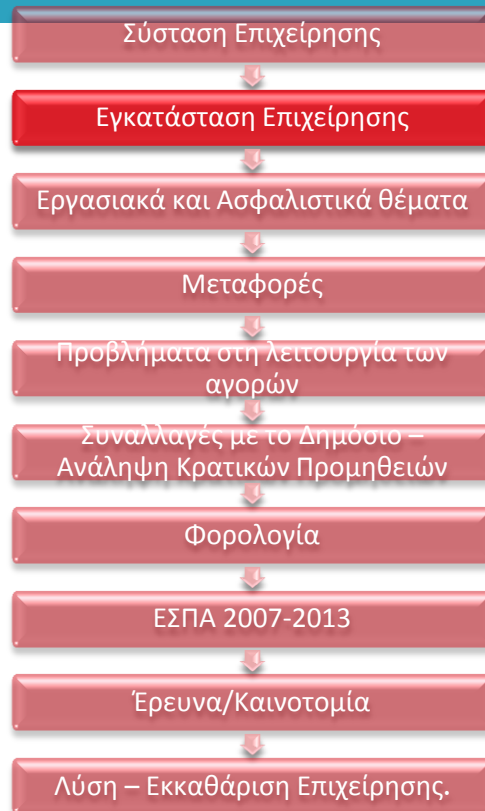 Σύσταση Επιχείρησης
Εγκατάσταση Επιχείρησης
Εργασιακά και Ασφαλιστικά θέματα
Μεταφορές
Προβλήματα στη λειτουργία των
αγορών
Συναλλαγές με το Δημόσιο –
Ανάληψη Κρατικών Προμηθειών
Φορολογία
ΕΣΠΑ 2007-2013
Έρευνα/Καινοτομία
Λύση – Εκκαθάριση Επιχείρησης.